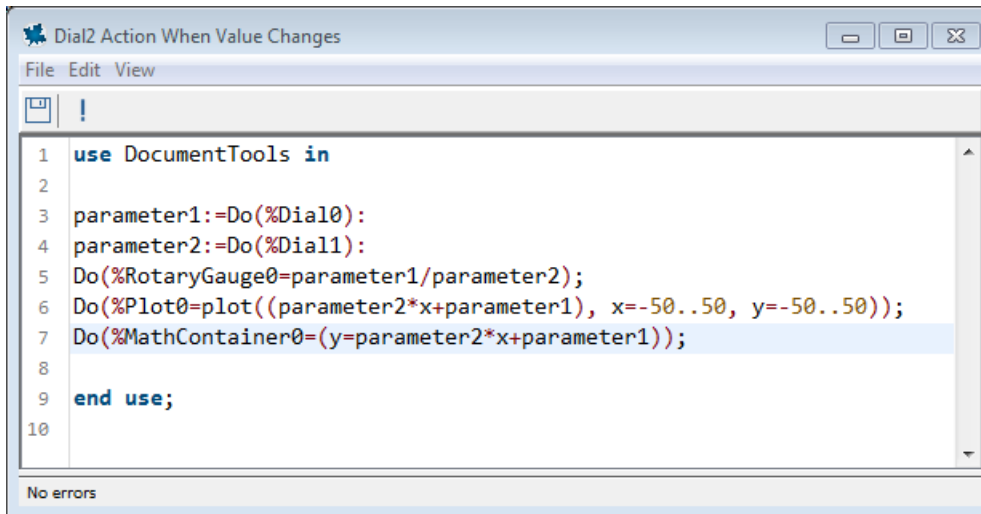 Dial2 Action When Value Changes
File Edit View
!
1 use DocumentTools in
2
3 parameter1:=Do(%Dial0):
4 parameter2:=Do(%Dial1):
5 Do(%RotaryGauge0=parameter1/parameter2);
6 Do(%Plot0=plot((parameter2*x+parameter1), x=-50..50, y=-50..50));
7 Do(%MathContainer0=(y=parameter2*x+parameter1));
8
9 end use;
10
No errors